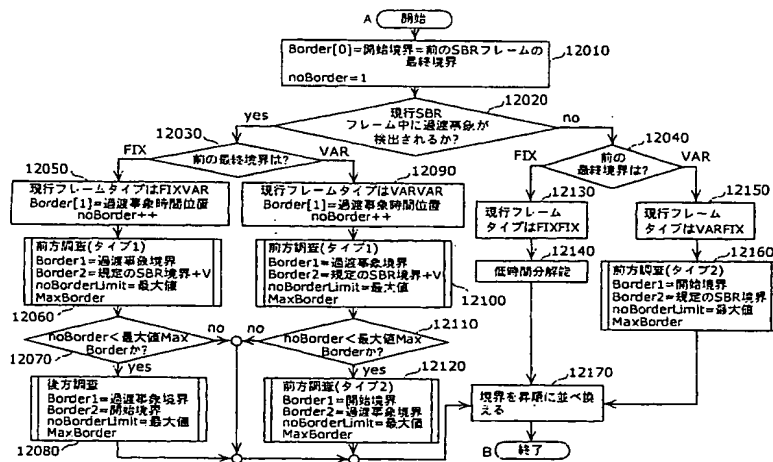 A 開始
Border[0]=開始境界=前のSBRフレームの
最終境界
noBorder=1
12010
現行SBR
フレーム中に過渡事象が
検出されるか?
12020
yes
no
12030
前の最終境界は?
FIX
VAR
12040
前の
最終境界は?
FIX
VAR
12050
現行フレームタイプはFIXVAR
Border[1]=過渡事象時間位置
noBorder++
12090
現行フレームタイプはVARVAR
Border[1]=過渡事象時間位置
noBorder++
12130
現行フレーム
タイプはFIXFIX
12150
現行フレーム
タイプはVARFIX
前方調査(タイプ1)
Border1=過渡事象境界
Border2=規定のSBR境界+V
noBorderLimit=最大値
MaxBorder
12060
前方調査(タイプ1)
Border1=過渡事象境界
Border2=規定のSBR境界+V
noBorderLimit=最大値
MaxBorder
12100
12140
低時間分解能
12160
前方調査(タイプ2)
Border1=開始境界
Border2=規定のSBR境界
noBorderLimit=最大値
MaxBorder
noBorder<最大値Max
Borderか?
12070
no
yes
no
noBorder<最大値Max
Borderか?
12110
yes
後方調査
Border1=過渡事象境界
Border2=開始境界
noBorderLimit=最大値
MaxBorder
12080
12120
前方調査(タイプ2)
Border1=開始境界
Border2=過渡事象境界
noBorderLimit=最大値
MaxBorder
12170
境界を昇順に並べ換
える
B 終了